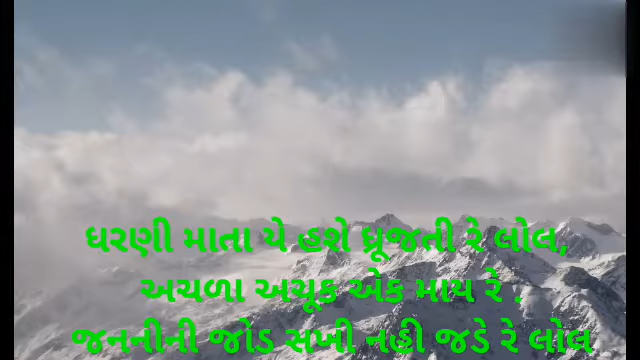 ધરણી માતા યે હશે ધ્રૂજતી રે લોલ,
અચળા અચૂક એક માય રે .
જનનીની જોડ સખી નહી જડે રે લોલ